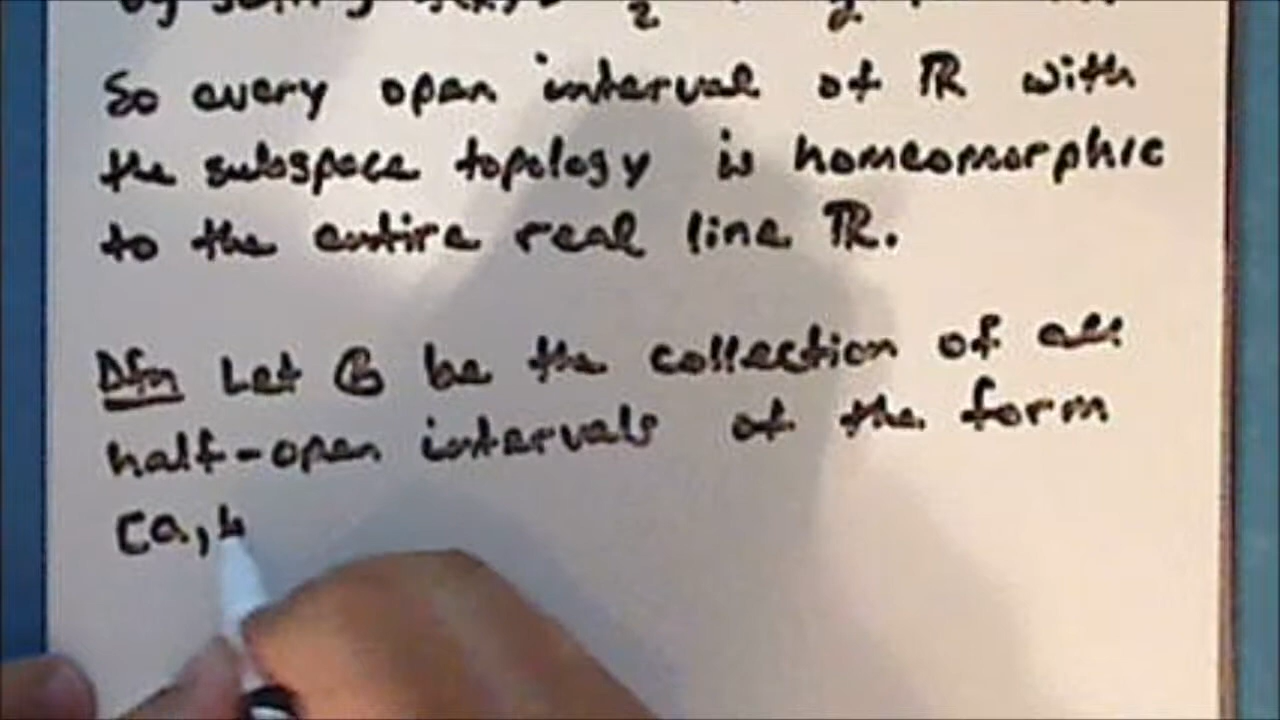 So every open interval of ℝ with
the subspace topology is homeomorphic
to the entire real line ℝ.
Dfn Let B be the collection of all
half-open intervals of the form
[a,b